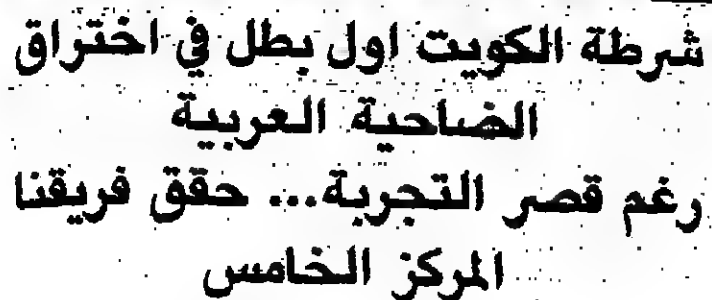 شرطة الكويت اول بطل في اختراق
الضاحية العربية
رغم قصر التجربة... حقق فريقنا
المركز الخامس